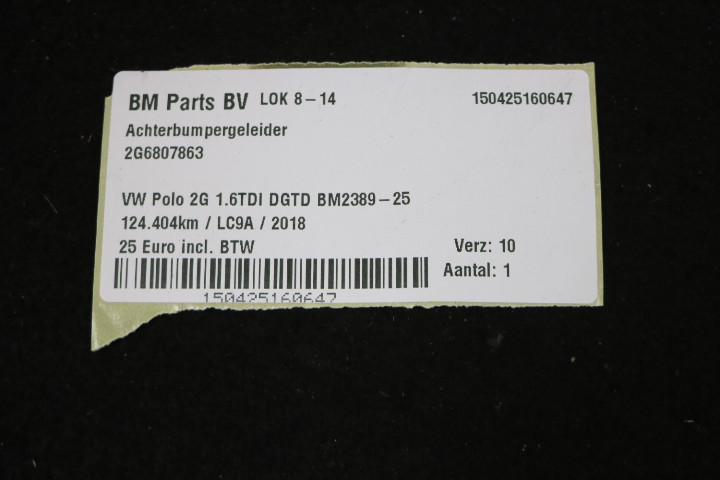 BM Parts BV LOK 8-14 150425160647
Achterbumpergeleider
2G6807863
VW Polo 2G 1.6TDI DGTD BM2389-25
124.404km / LC9A / 2018
25 Euro incl. BTW Verz: 10
Aantal: 1
150425160647